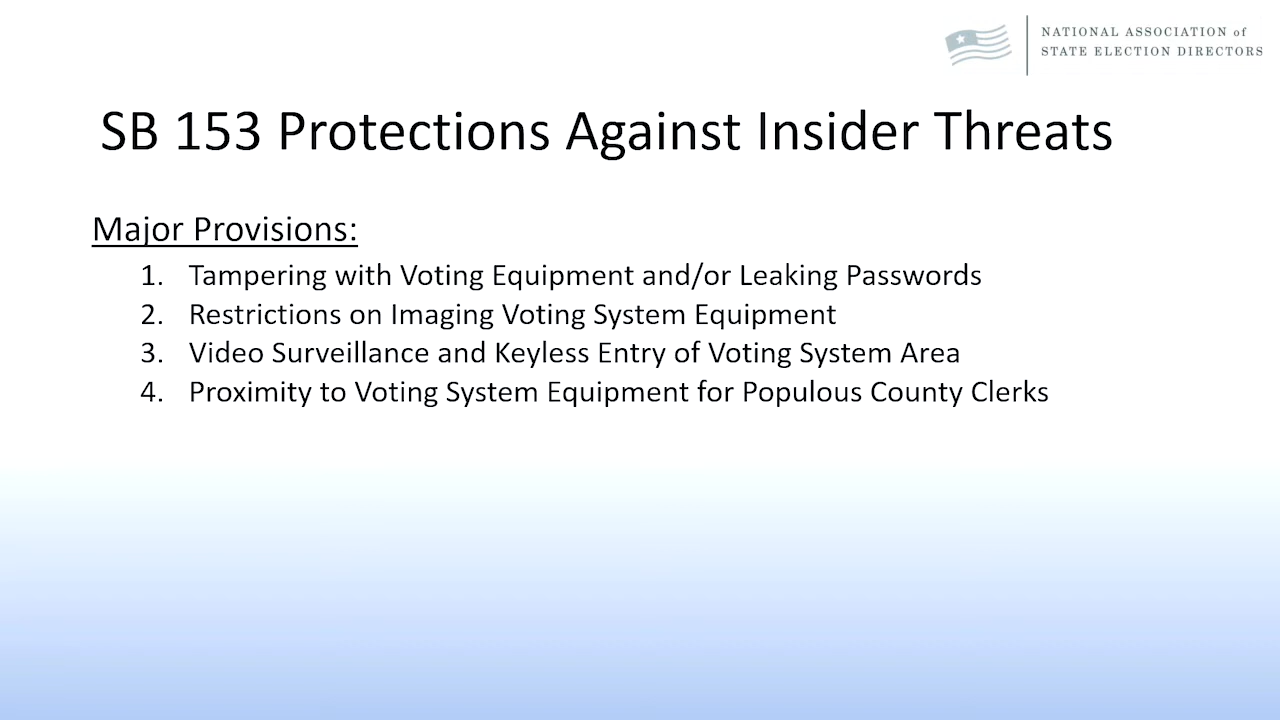 NATIONAL ASSOCIATION of
STATE ELECTION DIRECTORS
SB 153 Protections Against Insider Threats
Major Provisions:
1. Tampering with Voting Equipment and/or Leaking Passwords
2. Restrictions on Imaging Voting System Equipment
3. Video Surveillance and Keyless Entry of Voting System Area
4. Proximity to Voting System Equipment for Populous County Clerks